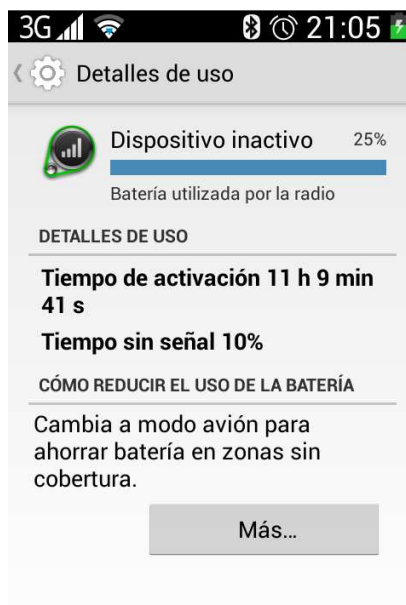 3G 21:05
Detalles de uso
Dispositivo inactivo 25%
Batería utilizada por la radio
DETALLES DE USO
Tiempo de activación 11 h 9 min
41 s
Tiempo sin señal 10%
CÓMO REDUCIR EL USO DE LA BATERÍA
Cambia a modo avión para
ahorrar batería en zonas sin
cobertura.
Más...